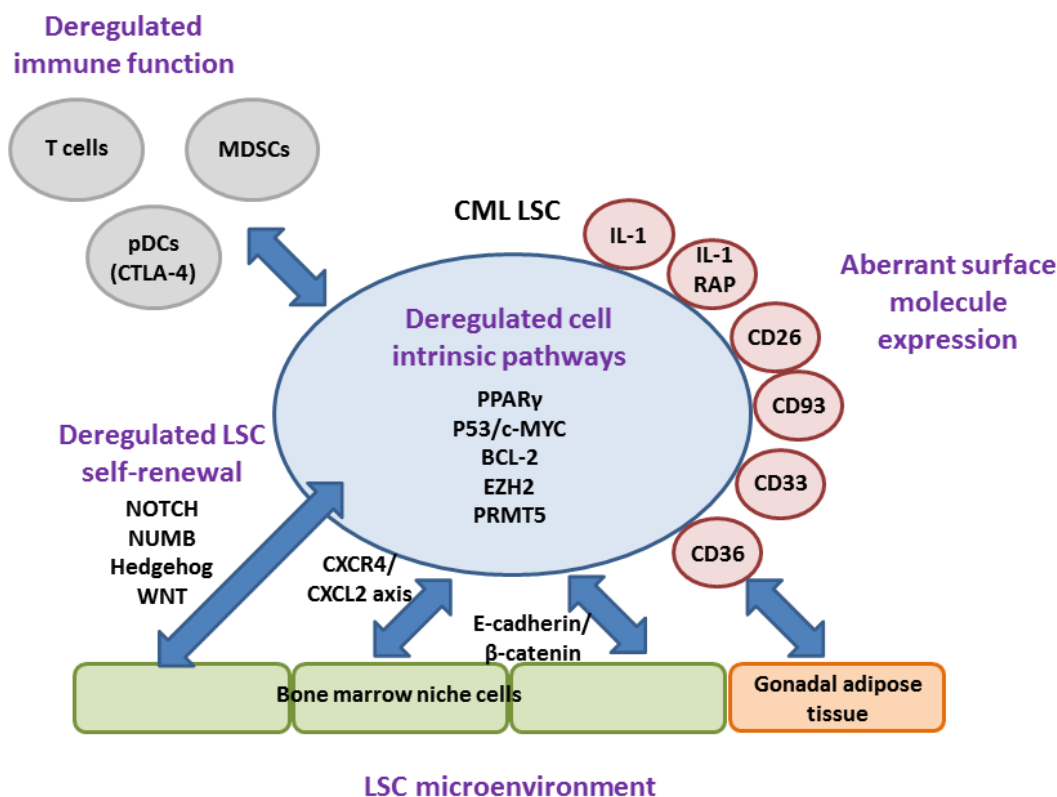 Deregulated
immune function
T cells
MDSCs
pDCs
(CTLA-4)
CML LSC
IL-1
IL-1
RAP
CD26
CD93
CD33
CD36
Aberrant surface
molecule
expression
Deregulated cell
intrinsic pathways
PPARγ
P53/c-MYC
BCL-2
EZH2
PRMT5
Deregulated LSC
self-renewal
NOTCH
NUMB
Hedgehog
WNT
CXCR4/
CXCL2 axis
E-cadherin/
β-catenin
Bone marrow niche cells
Gonadal adipose
tissue
LSC microenvironment